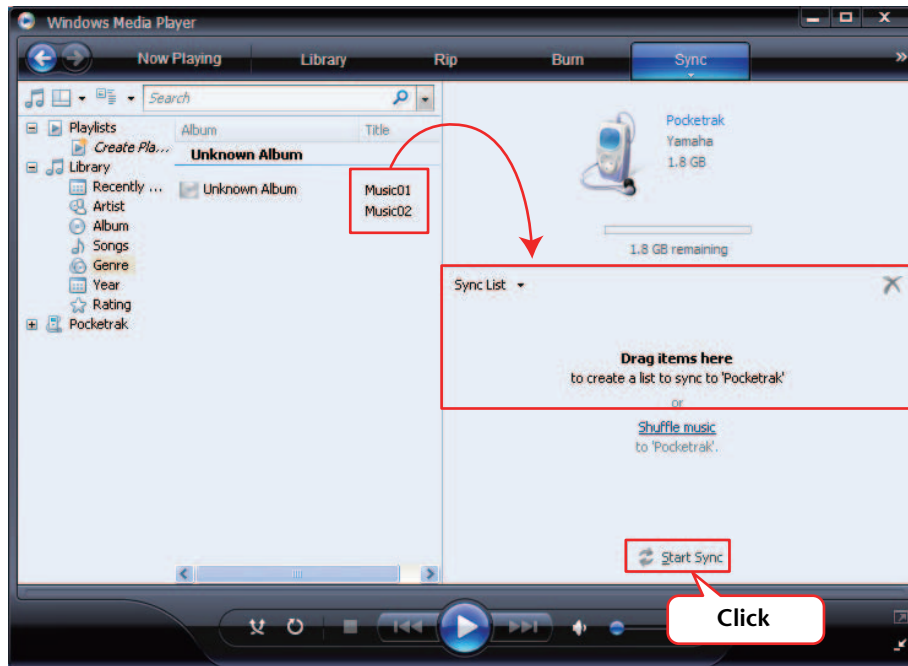 Windows Media Player
Now Playing Library Rip Burn Sync
Search
Playlists
Create Pla...
Library
Recently ...
Artist
Album
Songs
Genre
Year
Rating
Pocketrak
Album Title
Unknown Album
Unknown Album Music01
Music02
Pocketrak
Yamaha
1.8 GB
1.8 GB remaining
Sync List
Drag items here
to create a list to sync to 'Pocketrak'
or
Shuffle music
to 'Pocketrak'.
Start Sync
Click